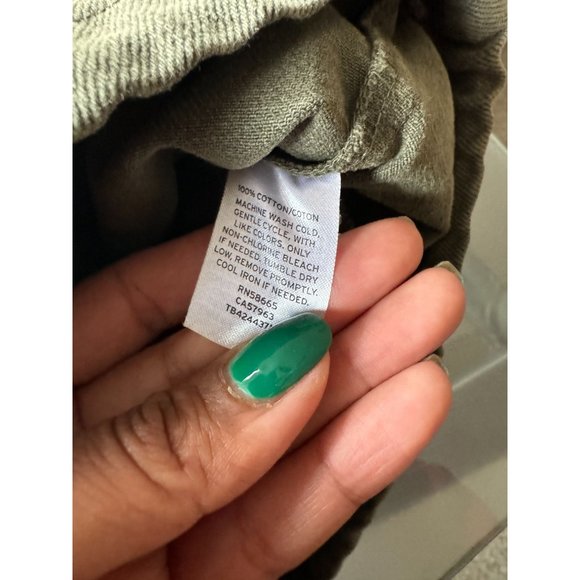 100% COTTON/COTON
MACHINE WASH COLD,
GENTLE CYCLE, WITH
LIKE COLORS. ONLY
NON-CHLORINE BLEACH
IF NEEDED. TUMBLE DRY
LOW, REMOVE PROMPTLY.
COOL IRON IF NEEDED.
RN58665
CA57963
TB424437